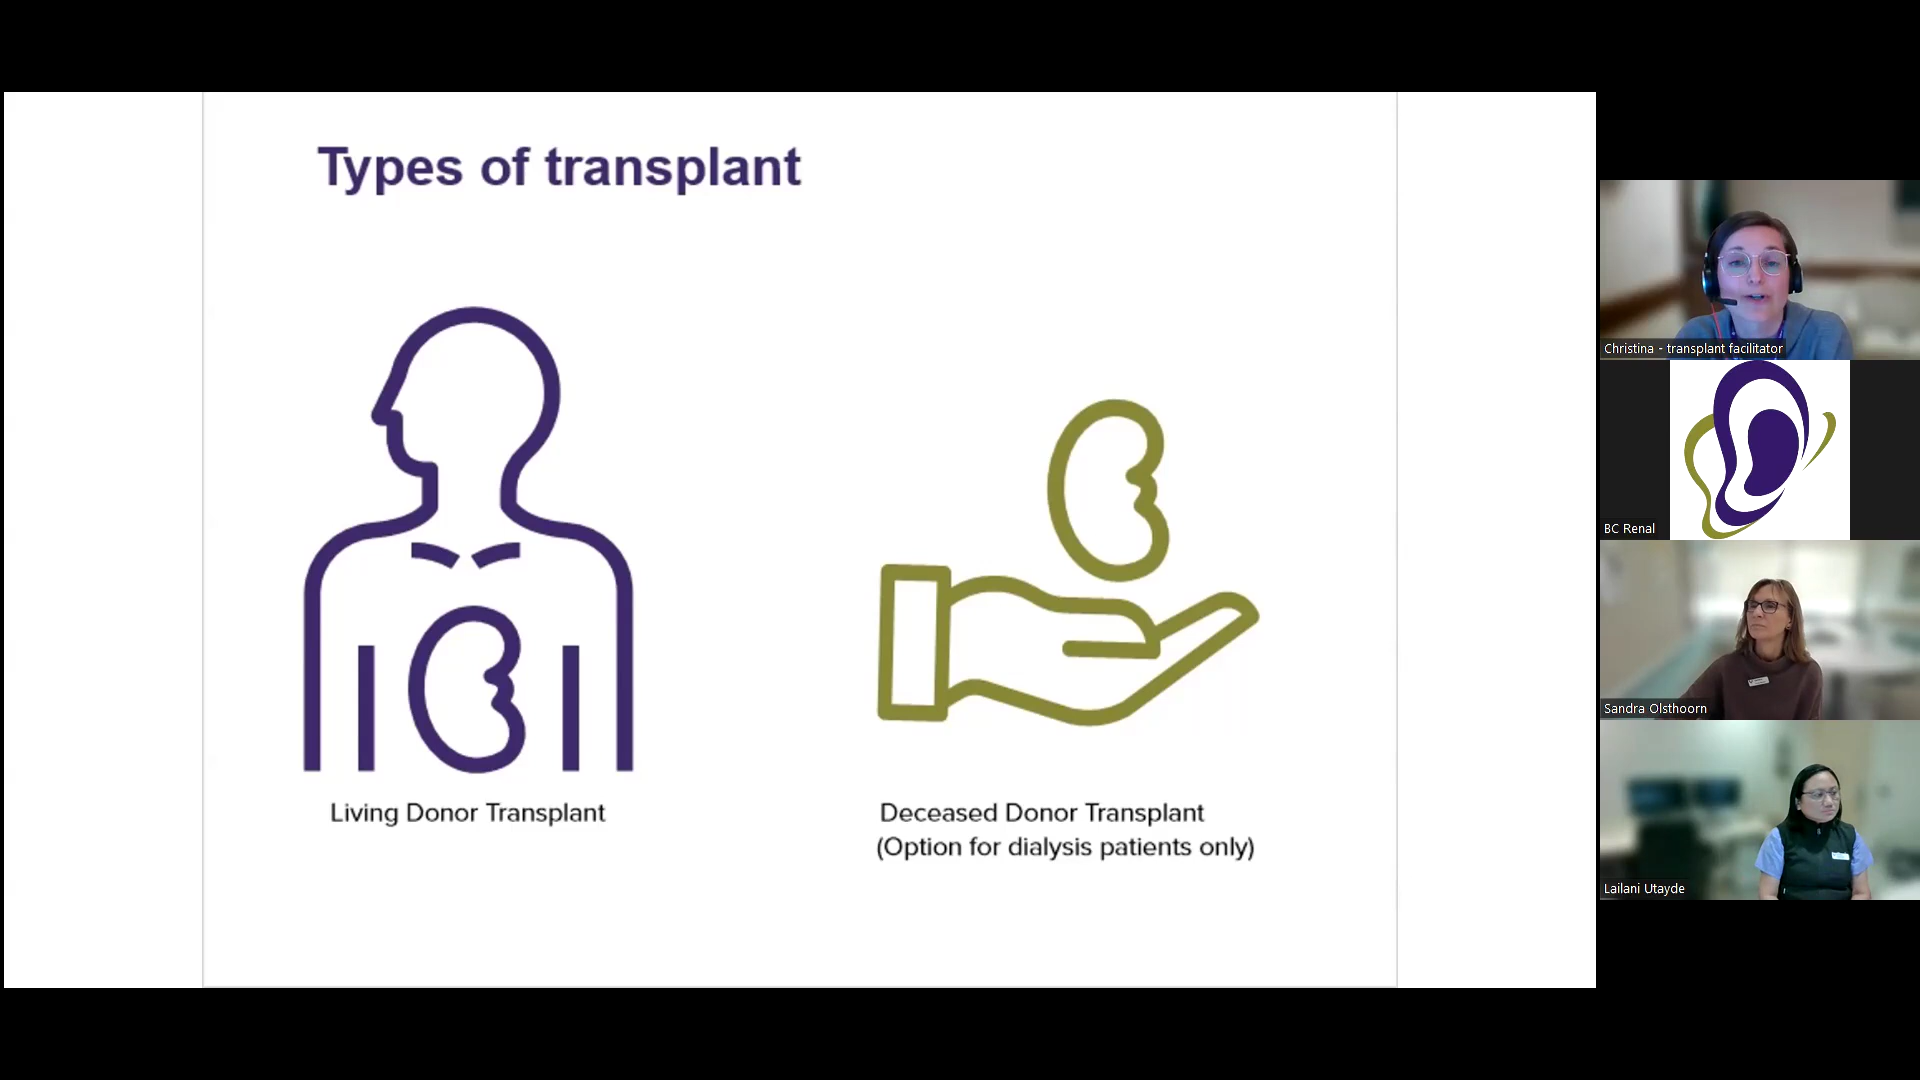 Types of transplant
Living Donor Transplant
Deceased Donor Transplant
(Option for dialysis patients only)
Christina - transplant facilitator
BC Renal
Sandra Olsthoorn
Lailani Utayde